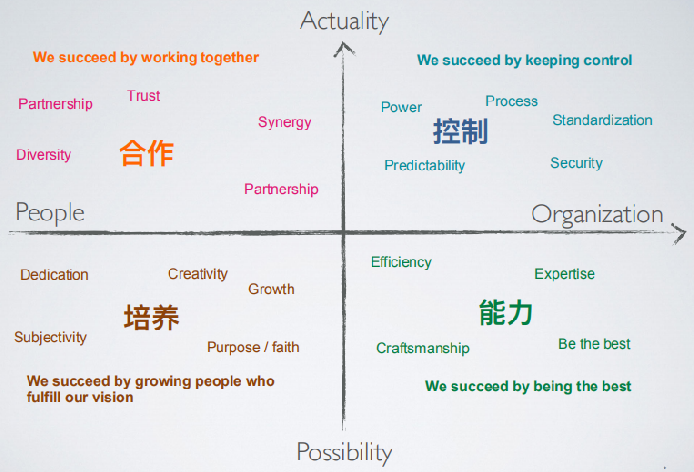 Actuality
We succeed by working together
We succeed by keeping control
Partnership
Trust
Synergy
Diversity
合作
Partnership
Power
Process
Standardization
控制
Predictability
Security
People
Organization
Dedication
Creativity
Growth
Subjectivity
培养
Purpose / faith
We succeed by growing people who
fulfill our vision
Efficiency
Expertise
能力
Craftsmanship
Be the best
We succeed by being the best
Possibility